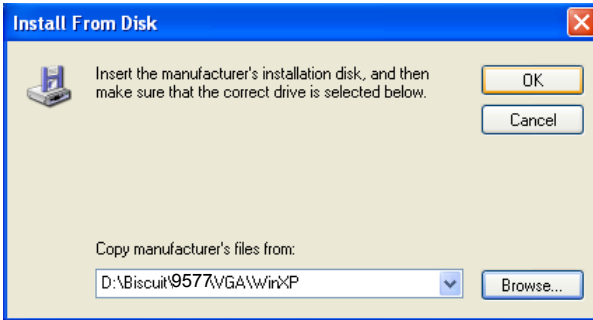 Install From Disk
Insert the manufacturer's installation disk, and then
make sure that the correct drive is selected below.
OK
Cancel
Copy manufacturer's files from:
D:\Biscuit\9577\VGA\WinXP
Browse...